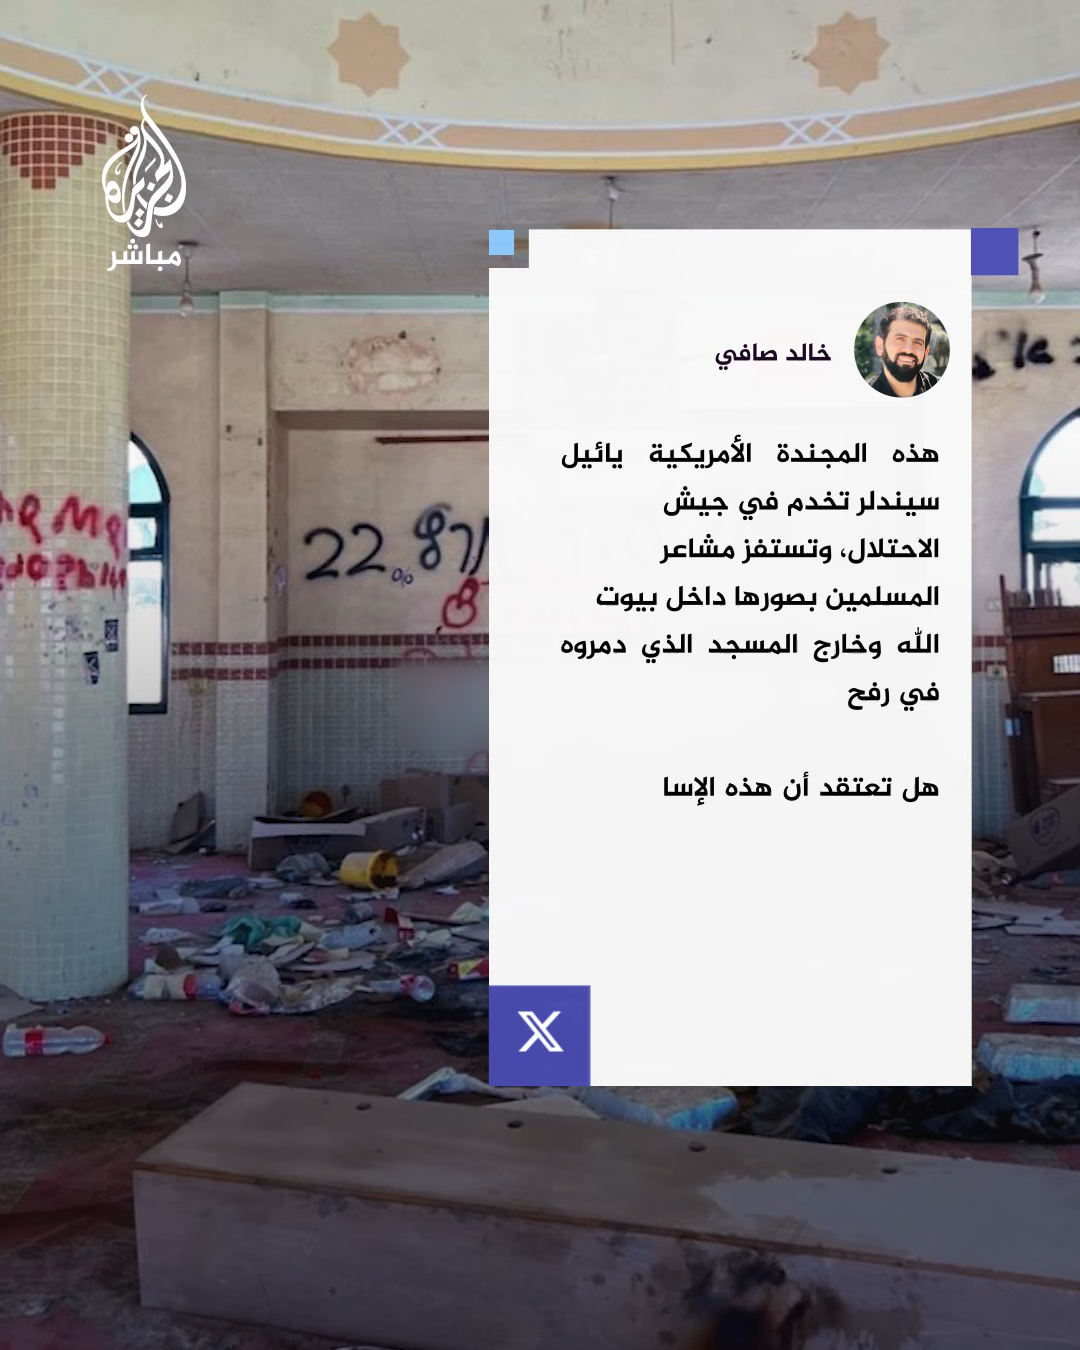 الجزيرة
مباشر
خالد صافي
هذه المجندة الأمريكية يائيل
سيندلر تخدم في جيش
الاحتلال، وتستفز مشاعر
المسلمين بصورها داخل بيوت
الله وخارج المسجد الذي دمروه
في رفح
هل تعتقد أن هذه الإسا
X
22